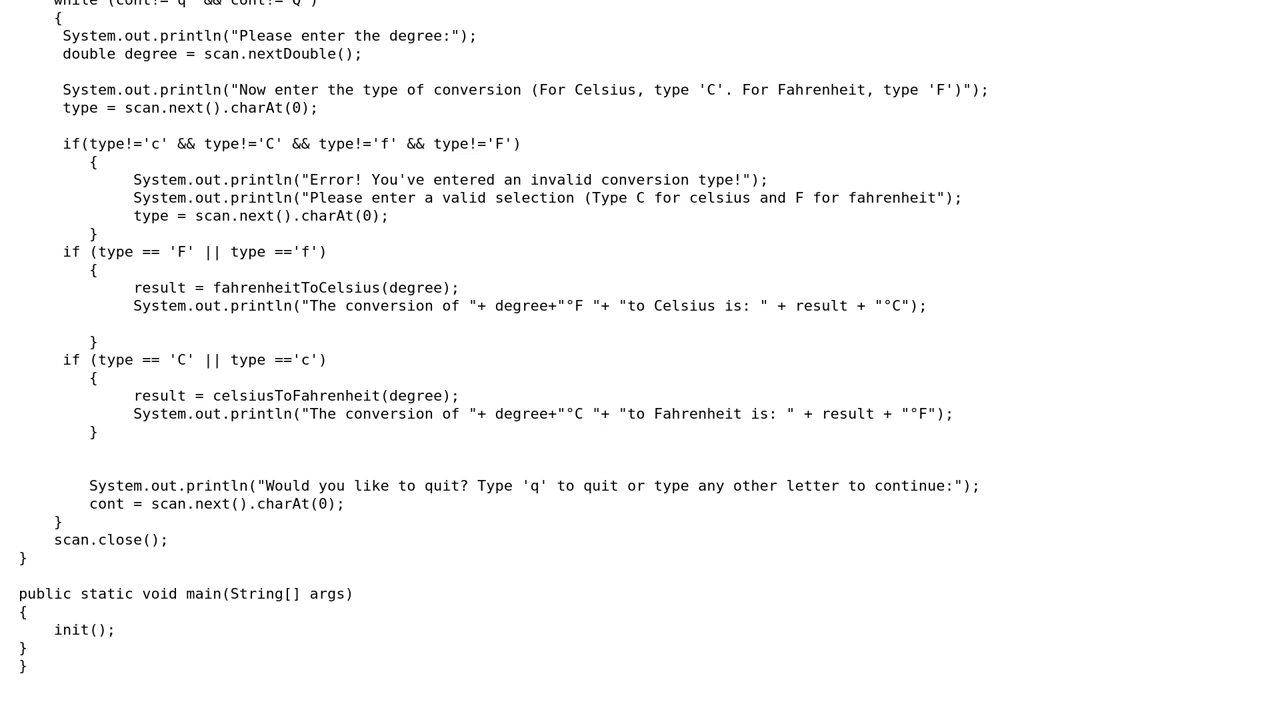 while (cont!='q' && cont!='Q')
{
System.out.println("Please enter the degree:");
double degree = scan.nextDouble();
System.out.println("Now enter the type of conversion (For Celsius, type 'C'. For Fahrenheit, type 'F')");
type = scan.next().charAt(0);
if(type!='c' && type!='C' && type!='f' && type!='F')
{
System.out.println("Error! You've entered an invalid conversion type!");
System.out.println("Please enter a valid selection (Type C for celsius and F for fahrenheit");
type = scan.next().charAt(0);
}
if (type == 'F' || type =='f')
{
result = fahrenheitToCelsius(degree);
System.out.println("The conversion of "+ degree+"°F "+ "to Celsius is: " + result + "°C");
}
if (type == 'C' || type =='c')
{
result = celsiusToFahrenheit(degree);
System.out.println("The conversion of "+ degree+"°C "+ "to Fahrenheit is: " + result + "°F");
}
System.out.println("Would you like to quit? Type 'q' to quit or type any other letter to continue:");
cont = scan.next().charAt(0);
}
scan.close();
}
public static void main(String[] args)
{
init();
}
}